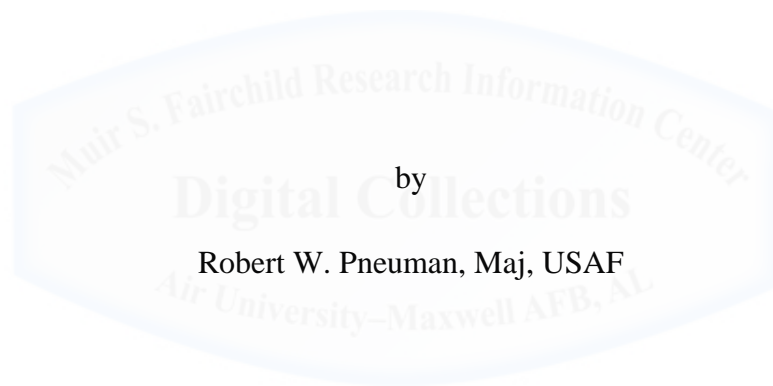 Muir S. Fairchild Research Information Center
Digital Collections
by
Robert W. Pneuman, Maj, USAF
Air University–Maxwell AFB, AL